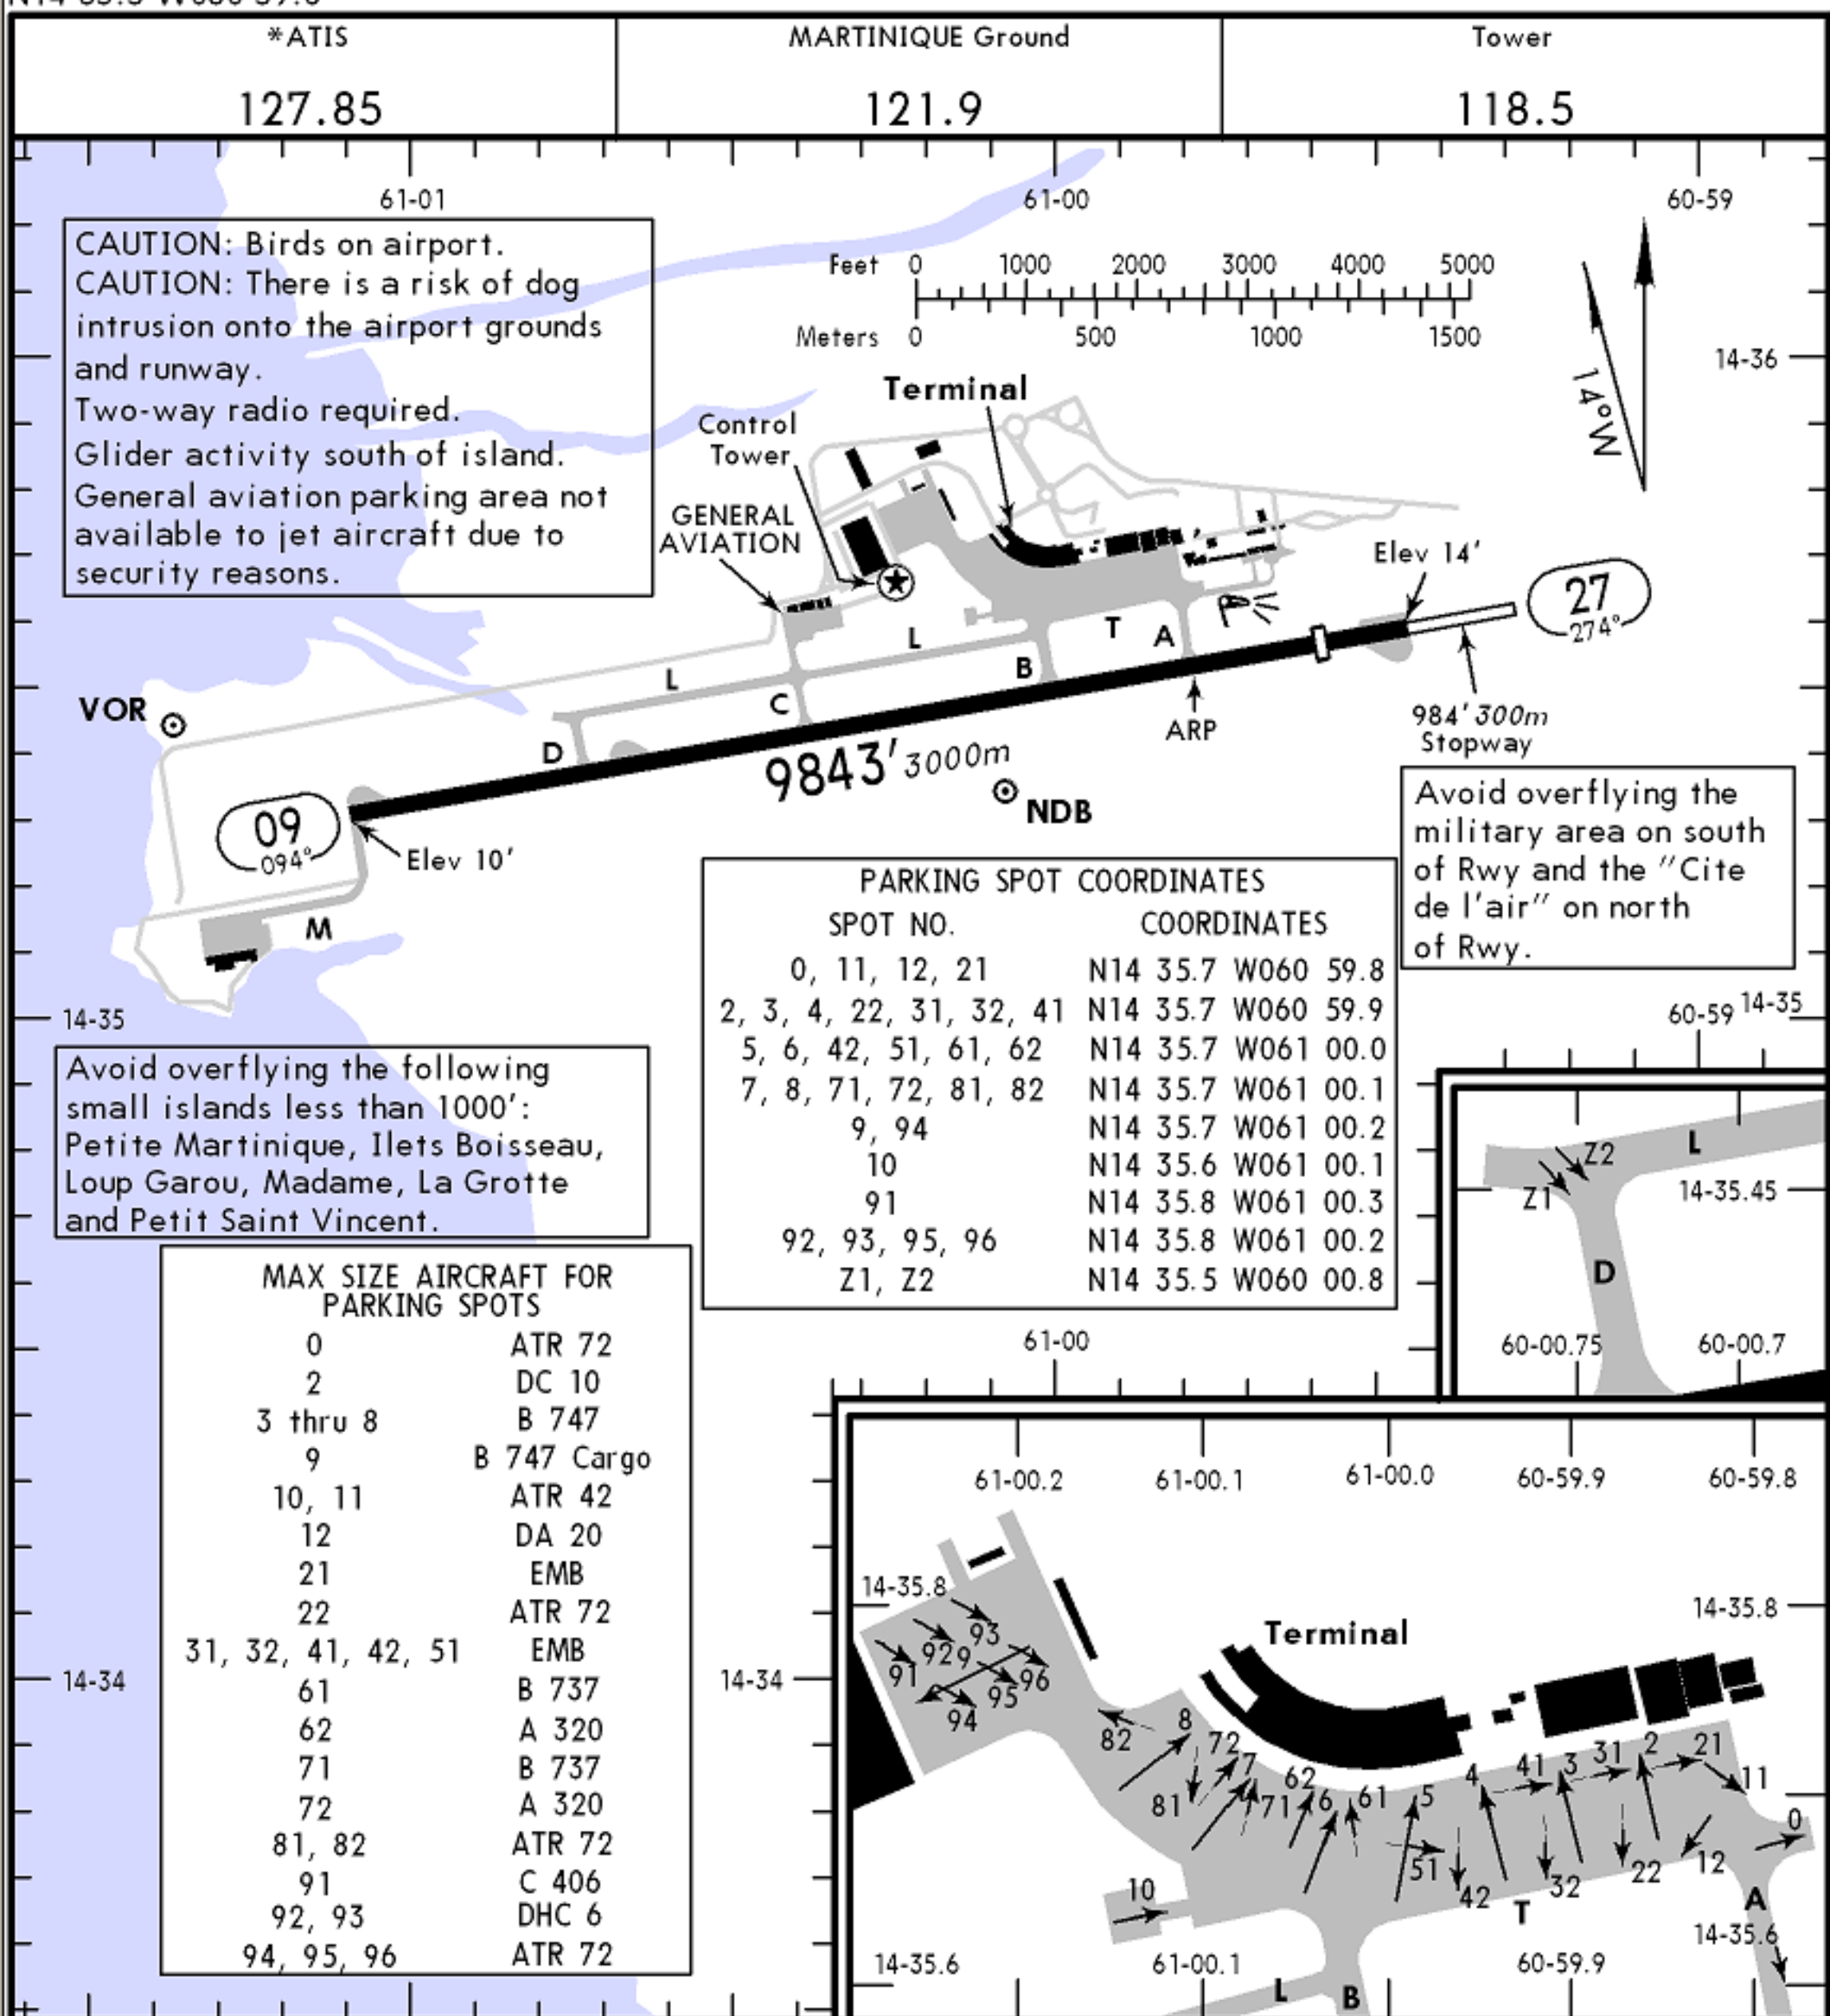 *ATIS
127.85
MARTINIQUE Ground
121.9
Tower
118.5
61-01
61-00
60-59
CAUTION: Birds on airport.
CAUTION: There is a risk of dog
intrusion onto the airport grounds
and runway.
Two-way radio required.
Glider activity south of island.
General aviation parking area not
available to jet aircraft due to
security reasons.
Feet 0 1000 2000 3000 4000 5000
Meters 0 500 1000 1500
14°W
14-36
Terminal
Control
Tower
GENERAL
AVIATION
Elev 14'
27
274°
L
T
A
B
L
C
D
VOR
ARP
984' 300m
Stopway
9843' 3000m
NDB
09
094°
Elev 10'
M
Avoid overflying the
military area on south
of Rwy and the "Cite
de l'air" on north
of Rwy.
PARKING SPOT COORDINATES
SPOT NO. COORDINATES
0, 11, 12, 21 N14 35.7 W060 59.8
2, 3, 4, 22, 31, 32, 41 N14 35.7 W060 59.9
5, 6, 42, 51, 61, 62 N14 35.7 W061 00.0
7, 8, 71, 72, 81, 82 N14 35.7 W061 00.1
9, 94 N14 35.7 W061 00.2
10 N14 35.6 W061 00.1
91 N14 35.8 W061 00.3
92, 93, 95, 96 N14 35.8 W061 00.2
Z1, Z2 N14 35.5 W060 00.8
14-35
60-59 14-35
Avoid overflying the following
small islands less than 1000':
Petite Martinique, Ilets Boisseau,
Loup Garou, Madame, La Grotte
and Petit Saint Vincent.
Z2
L
Z1
14-35.45
D
60-00.75
60-00.7
MAX SIZE AIRCRAFT FOR
PARKING SPOTS
0 ATR 72
2 DC 10
3 thru 8 B 747
9 B 747 Cargo
10, 11 ATR 42
12 DA 20
21 EMB
22 ATR 72
31, 32, 41, 42, 51 EMB
61 B 737
62 A 320
71 B 737
72 A 320
81, 82 ATR 72
91 C 406
92, 93 DHC 6
94, 95, 96 ATR 72
61-00
14-34
14-34
61-00.2
61-00.1
61-00.0
60-59.9
60-59.8
14-35.8
14-35.8
Terminal
93
92
9
91
96
95
94
82
8
72
7
81
71
62
6
61
5
4
41
3
31
2
21
11
0
51
42
32
22
12
10
T
A
14-35.6
14-35.6
61-00.1
60-59.9
L
B